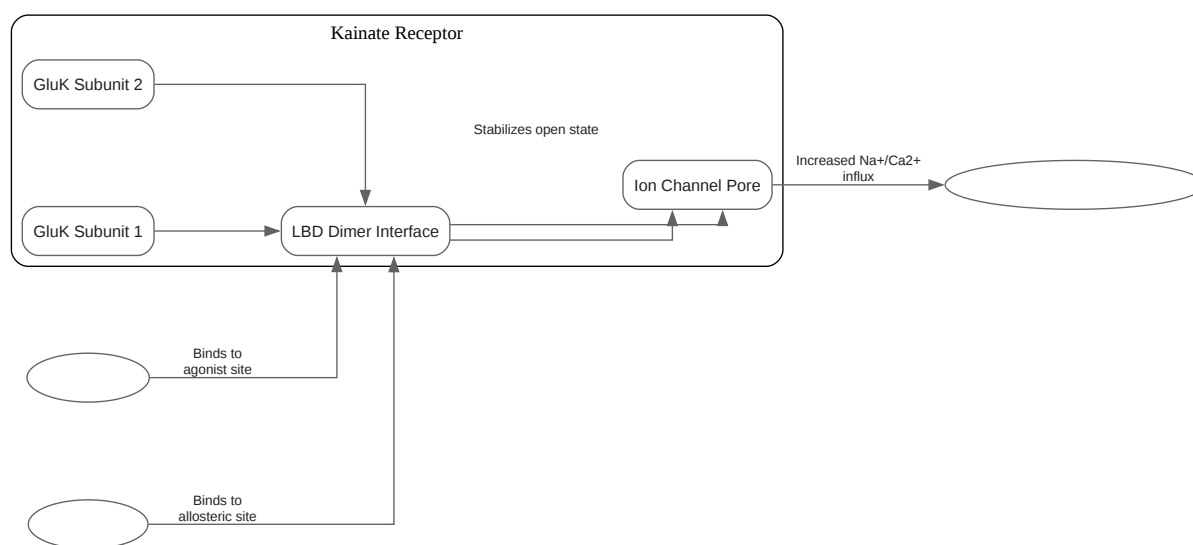 Kainate Receptor
GluK Subunit 2
Stabilizes open state
Increased Na+/Ca2+
influx
Ion Channel Pore
GluK Subunit 1
LBD Dimer Interface
Binds to
agonist site
Binds to
allosteric site